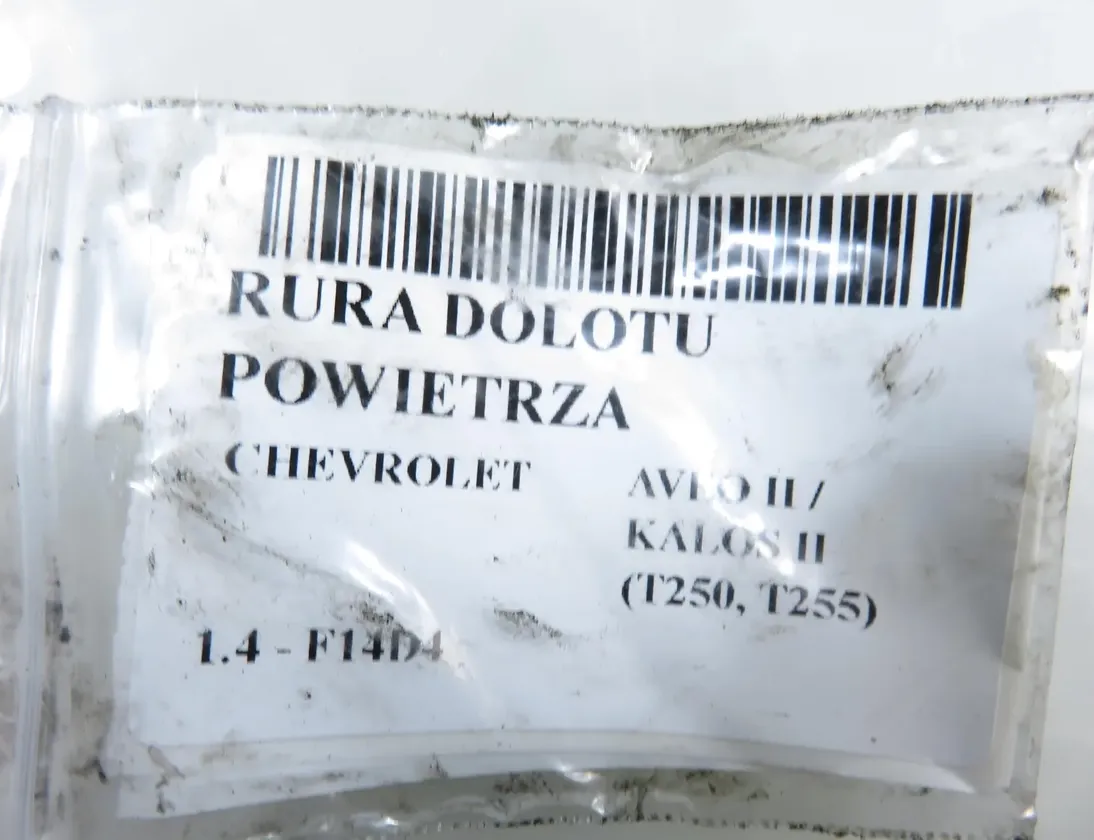 RURA DOLOTU
POWIETRZA
CHEVROLET
AVEO II /
KALOS II
(T250, T255)
1.4 - F14D4